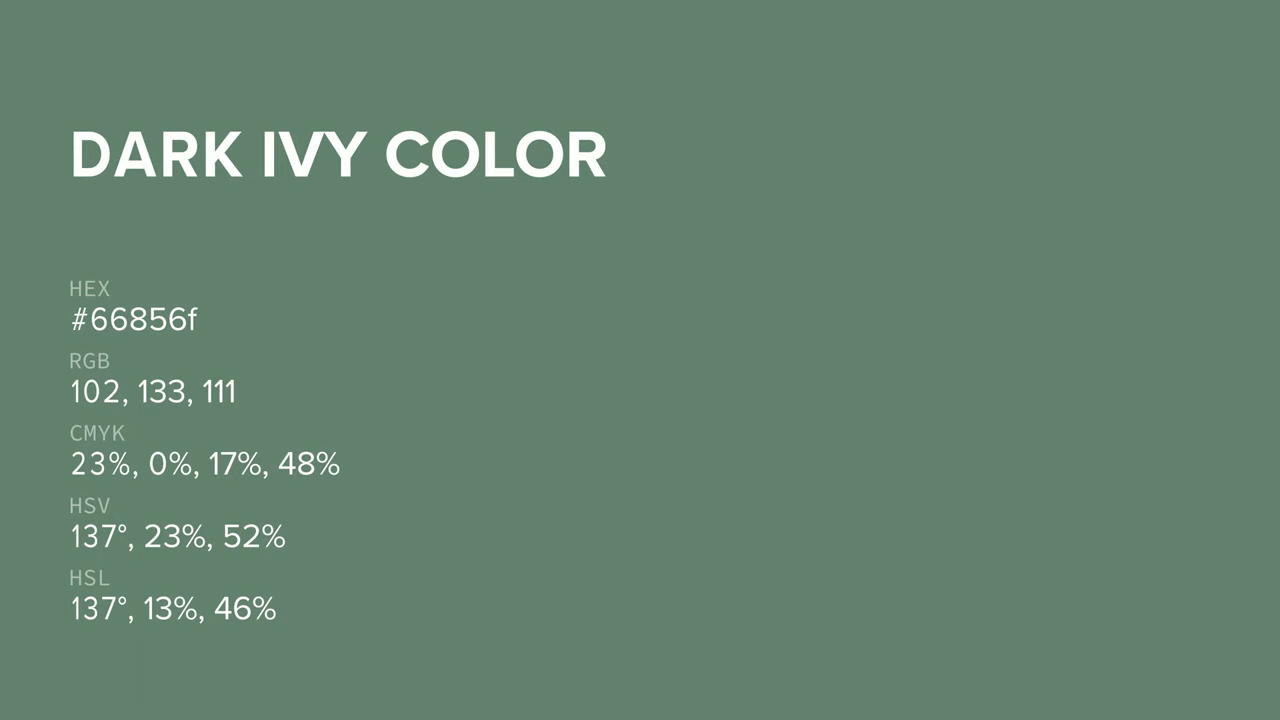 DARK IVY COLOR
HEX
#66856f
RGB
102, 133, 111
CMYK
23%, 0%, 17%, 48%
HSV
137°, 23%, 52%
HSL
137°, 13%, 46%